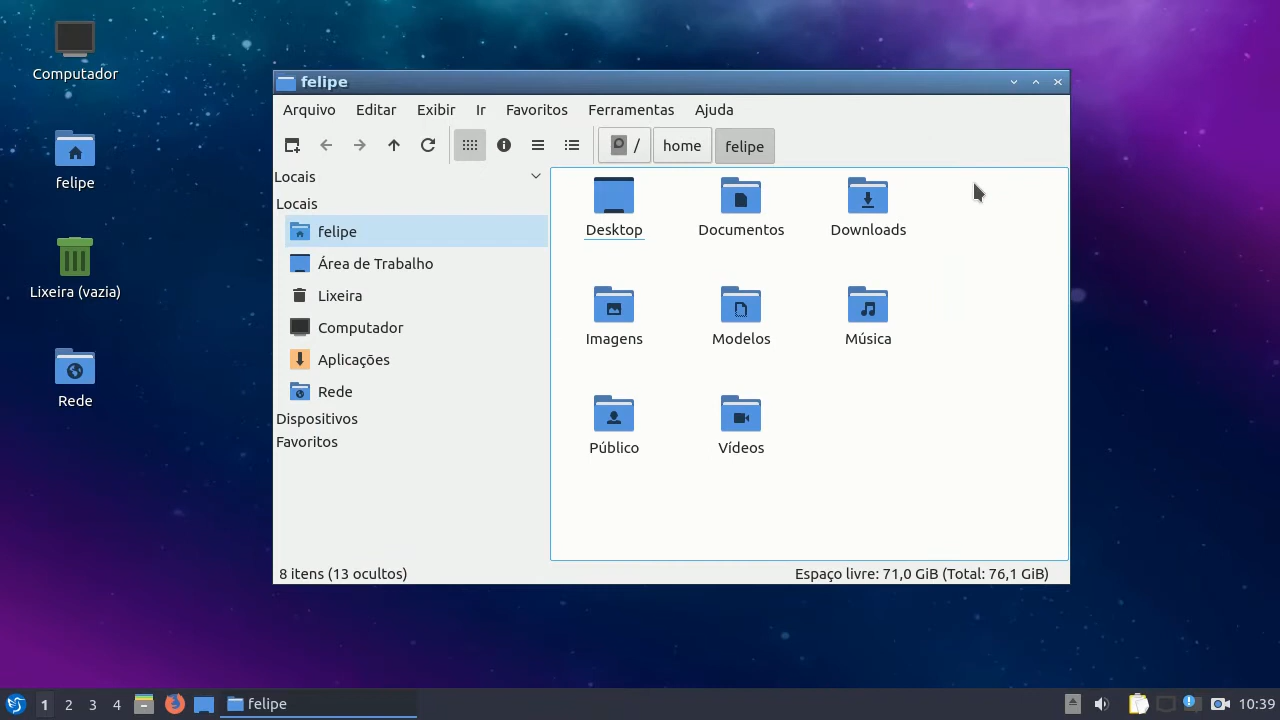 Computador
felipe
Lixeira (vazia)
Rede
felipe
Arquivo Editar Exibir Ir Favoritos Ferramentas Ajuda
/ home felipe
Locais
Locais
felipe
Área de Trabalho
Lixeira
Computador
Aplicações
Rede
Dispositivos
Favoritos
Desktop Documentos Downloads
Imagens Modelos Música
Público Vídeos
8 itens (13 ocultos) Espaço livre: 71,0 GiB (Total: 76,1 GiB)
1 2 3 4 felipe 10:39